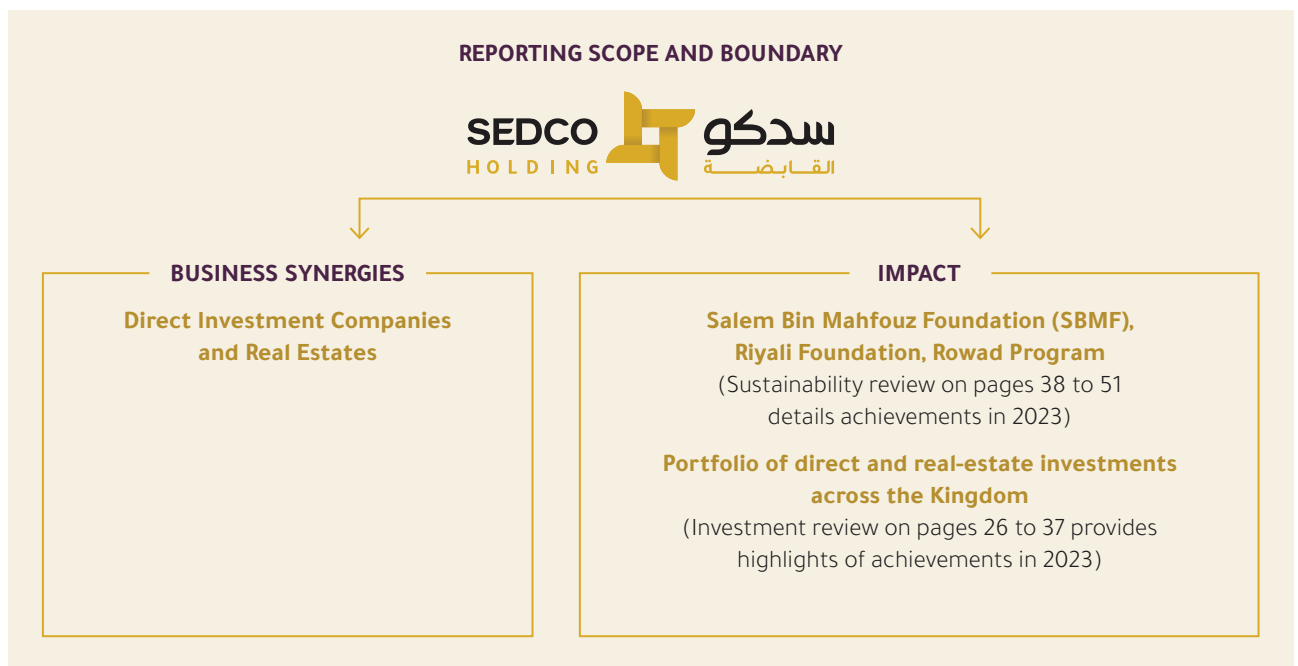 REPORTING SCOPE AND BOUNDARY
SEDCO
HOLDING
سدكو
القابضة
BUSINESS SYNERGIES
Direct Investment Companies
and Real Estates
IMPACT
Salem Bin Mahfouz Foundation (SBMF),
Riyali Foundation, Rowad Program
(Sustainability review on pages 38 to 51
details achievements in 2023)
Portfolio of direct and real-estate investments
across the Kingdom
(Investment review on pages 26 to 37 provides
highlights of achievements in 2023)